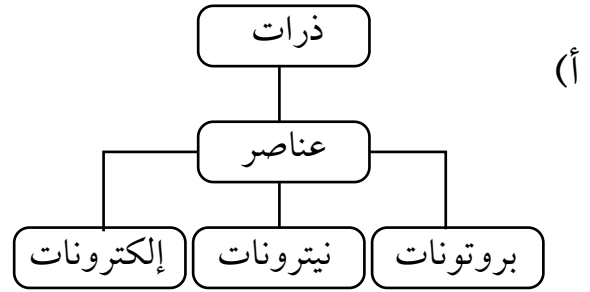 أ)
ذرات
عناصر
بروتونات
نيترونات
إلكترونات